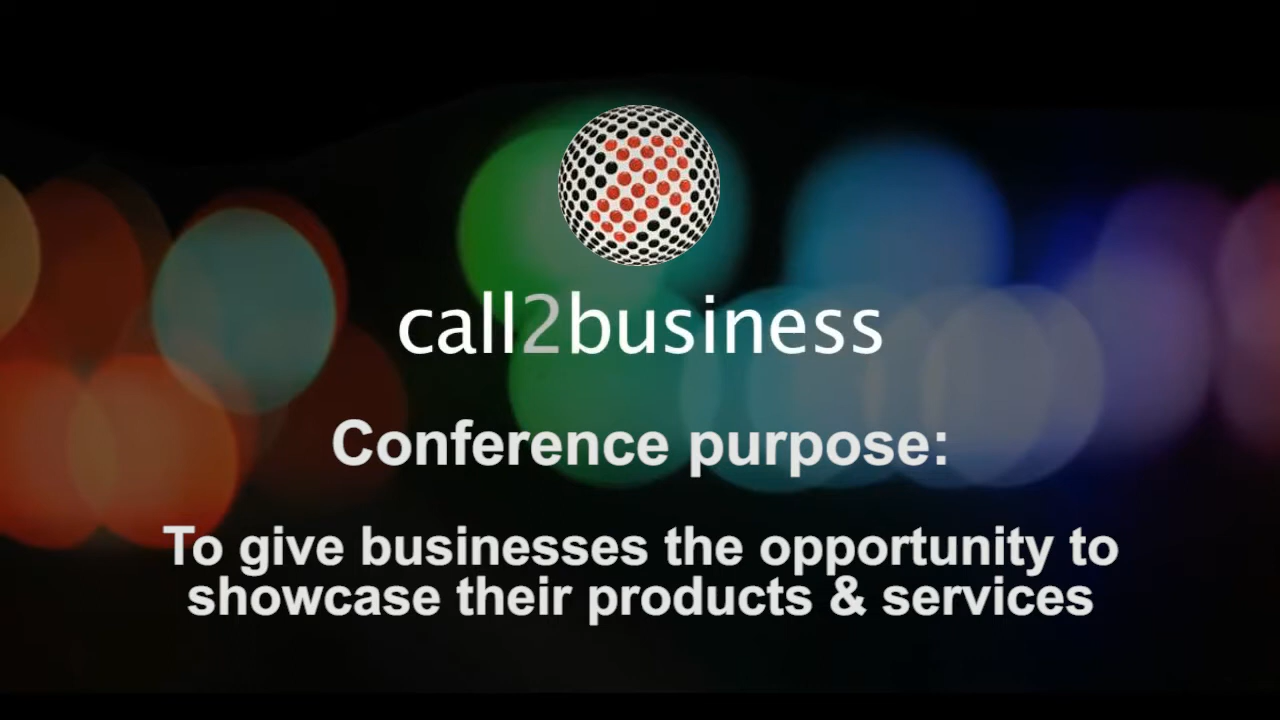 call2business
Conference purpose:
To give businesses the opportunity to
showcase their products & services